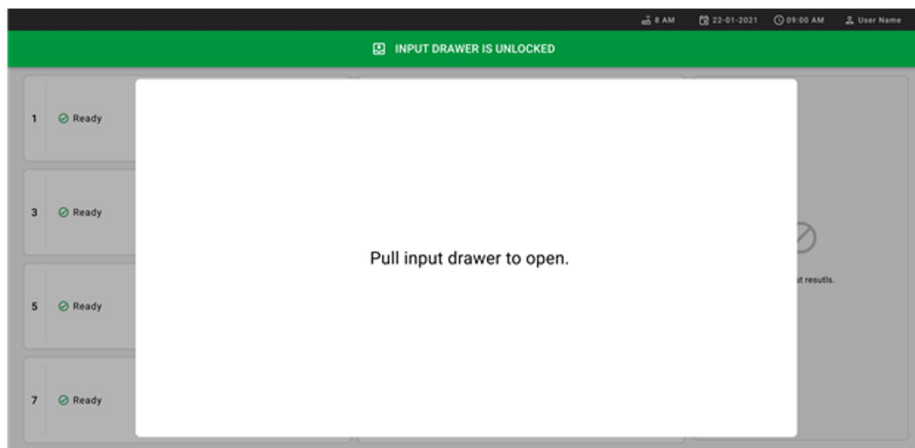 8 AM 22-01-2021 09:00 AM User Name
INPUT DRAWER IS UNLOCKED
1 Ready
3 Ready
Pull input drawer to open.
resutls.
5 Ready
7 Ready